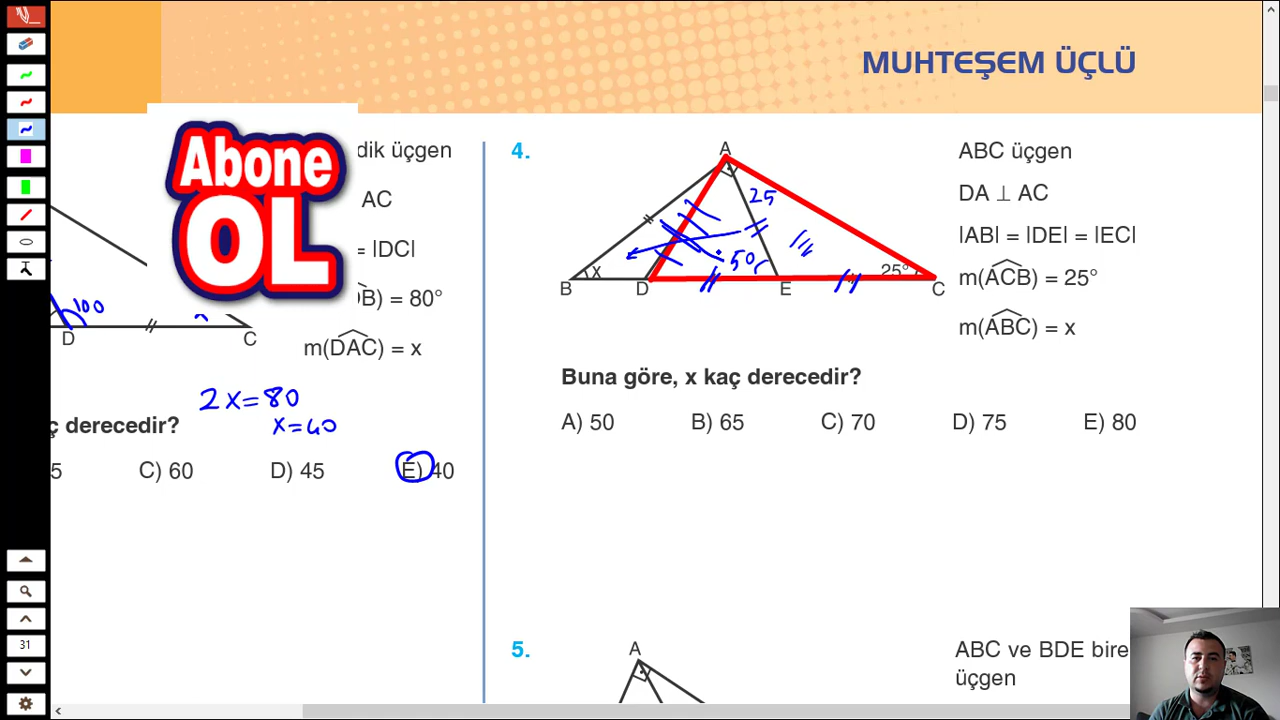 MUHTEŞEM ÜÇLÜ
Abone
OL
dik üçgen
AC
= |DC|
= 80°
m(DAC) = x
100
D
C
2x=80
x=40
derecedir?
5
C) 60
D) 45
E) 40
4.
A
25
50
x
25°
B
D
E
C
ABC üçgen
DA ⊥ AC
|AB| = |DE| = |EC|
m(ACB) = 25°
m(ABC) = x
Buna göre, x kaç derecedir?
A) 50
B) 65
C) 70
D) 75
E) 80
5.
A
ABC ve BDE
üçgen
31